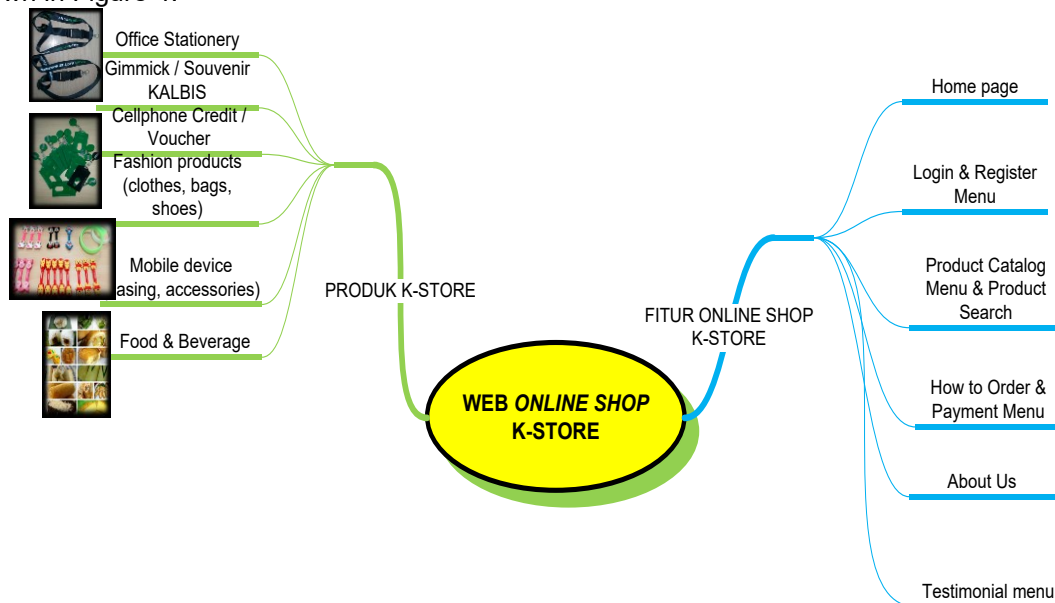 Office Stationery
Gimmick / Souvenir
KALBIS
Cellphone Credit /
Voucher
Fashion products
(clothes, bags,
shoes)
Mobile device
asing, accessories)
Food & Beverage
PRODUK K-STORE
WEB ONLINE SHOP
K-STORE
FITUR ONLINE SHOP
K-STORE
Home page
Login & Register
Menu
Product Catalog
Menu & Product
Search
How to Order &
Payment Menu
About Us
Testimonial menu